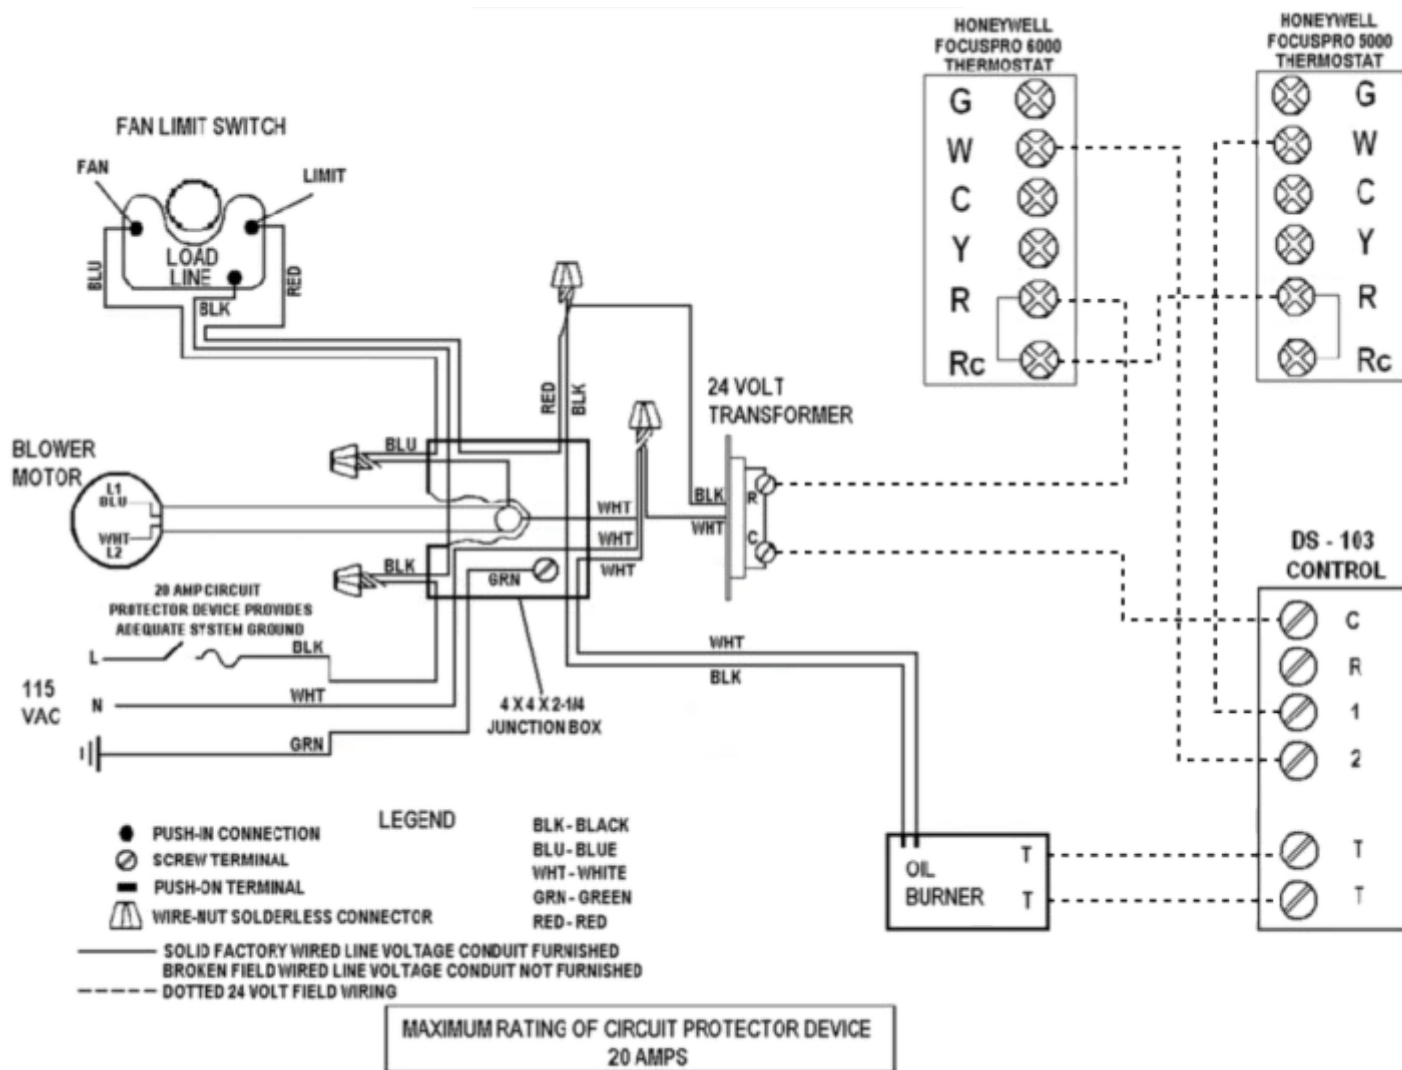 HONEYWELL
FOCUSPRO 6000
THERMOSTAT
G
W
C
Y
R
Rc
HONEYWELL
FOCUSPRO 5000
THERMOSTAT
G
W
C
Y
R
Rc
FAN LIMIT SWITCH
FAN
LIMIT
LOAD
LINE
BLU
BLK
RED
RED
BLK
24 VOLT
TRANSFORMER
BLK
WHT
R
C
BLOWER
MOTOR
L1
BLU
WHT
L2
BLU
WHT
WHT
WHT
BLK
GRN
20 AMP CIRCUIT
PROTECTOR DEVICE PROVIDES
ADEQUATE SYSTEM GROUND
L
BLK
115
VAC
N
WHT
GRN
4 X 4 X 2-1/4
JUNCTION BOX
WHT
BLK
DS - 103
CONTROL
C
R
1
2
T
T
OIL
BURNER
T
T
LEGEND
PUSH-IN CONNECTION
SCREW TERMINAL
PUSH-ON TERMINAL
WIRE-NUT SOLDERLESS CONNECTOR
BLK - BLACK
BLU - BLUE
WHT - WHITE
GRN - GREEN
RED - RED
SOLID FACTORY WIRED LINE VOLTAGE CONDUIT FURNISHED
BROKEN FIELD WIRED LINE VOLTAGE CONDUIT NOT FURNISHED
DOTTED 24 VOLT FIELD WIRING
MAXIMUM RATING OF CIRCUIT PROTECTOR DEVICE
20 AMPS